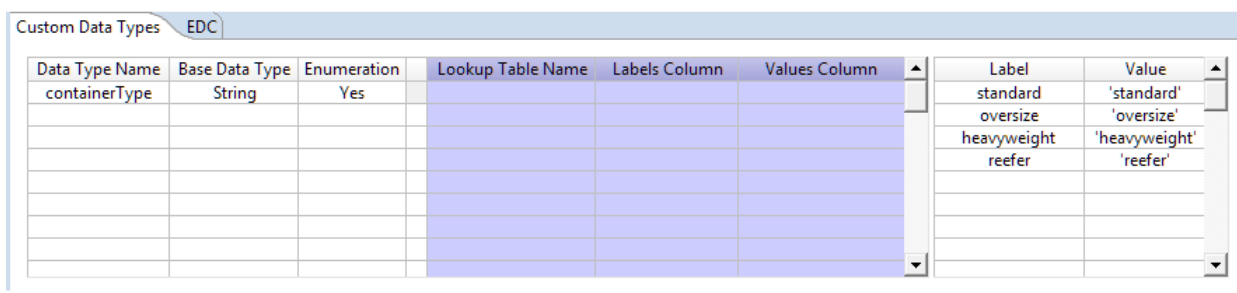 Custom Data Types EDC
Data Type Name Base Data Type Enumeration Lookup Table Name Labels Column Values Column Label Value
containerType String Yes standard 'standard'
oversize 'oversize'
heavyweight 'heavyweight'
reefer 'reefer'